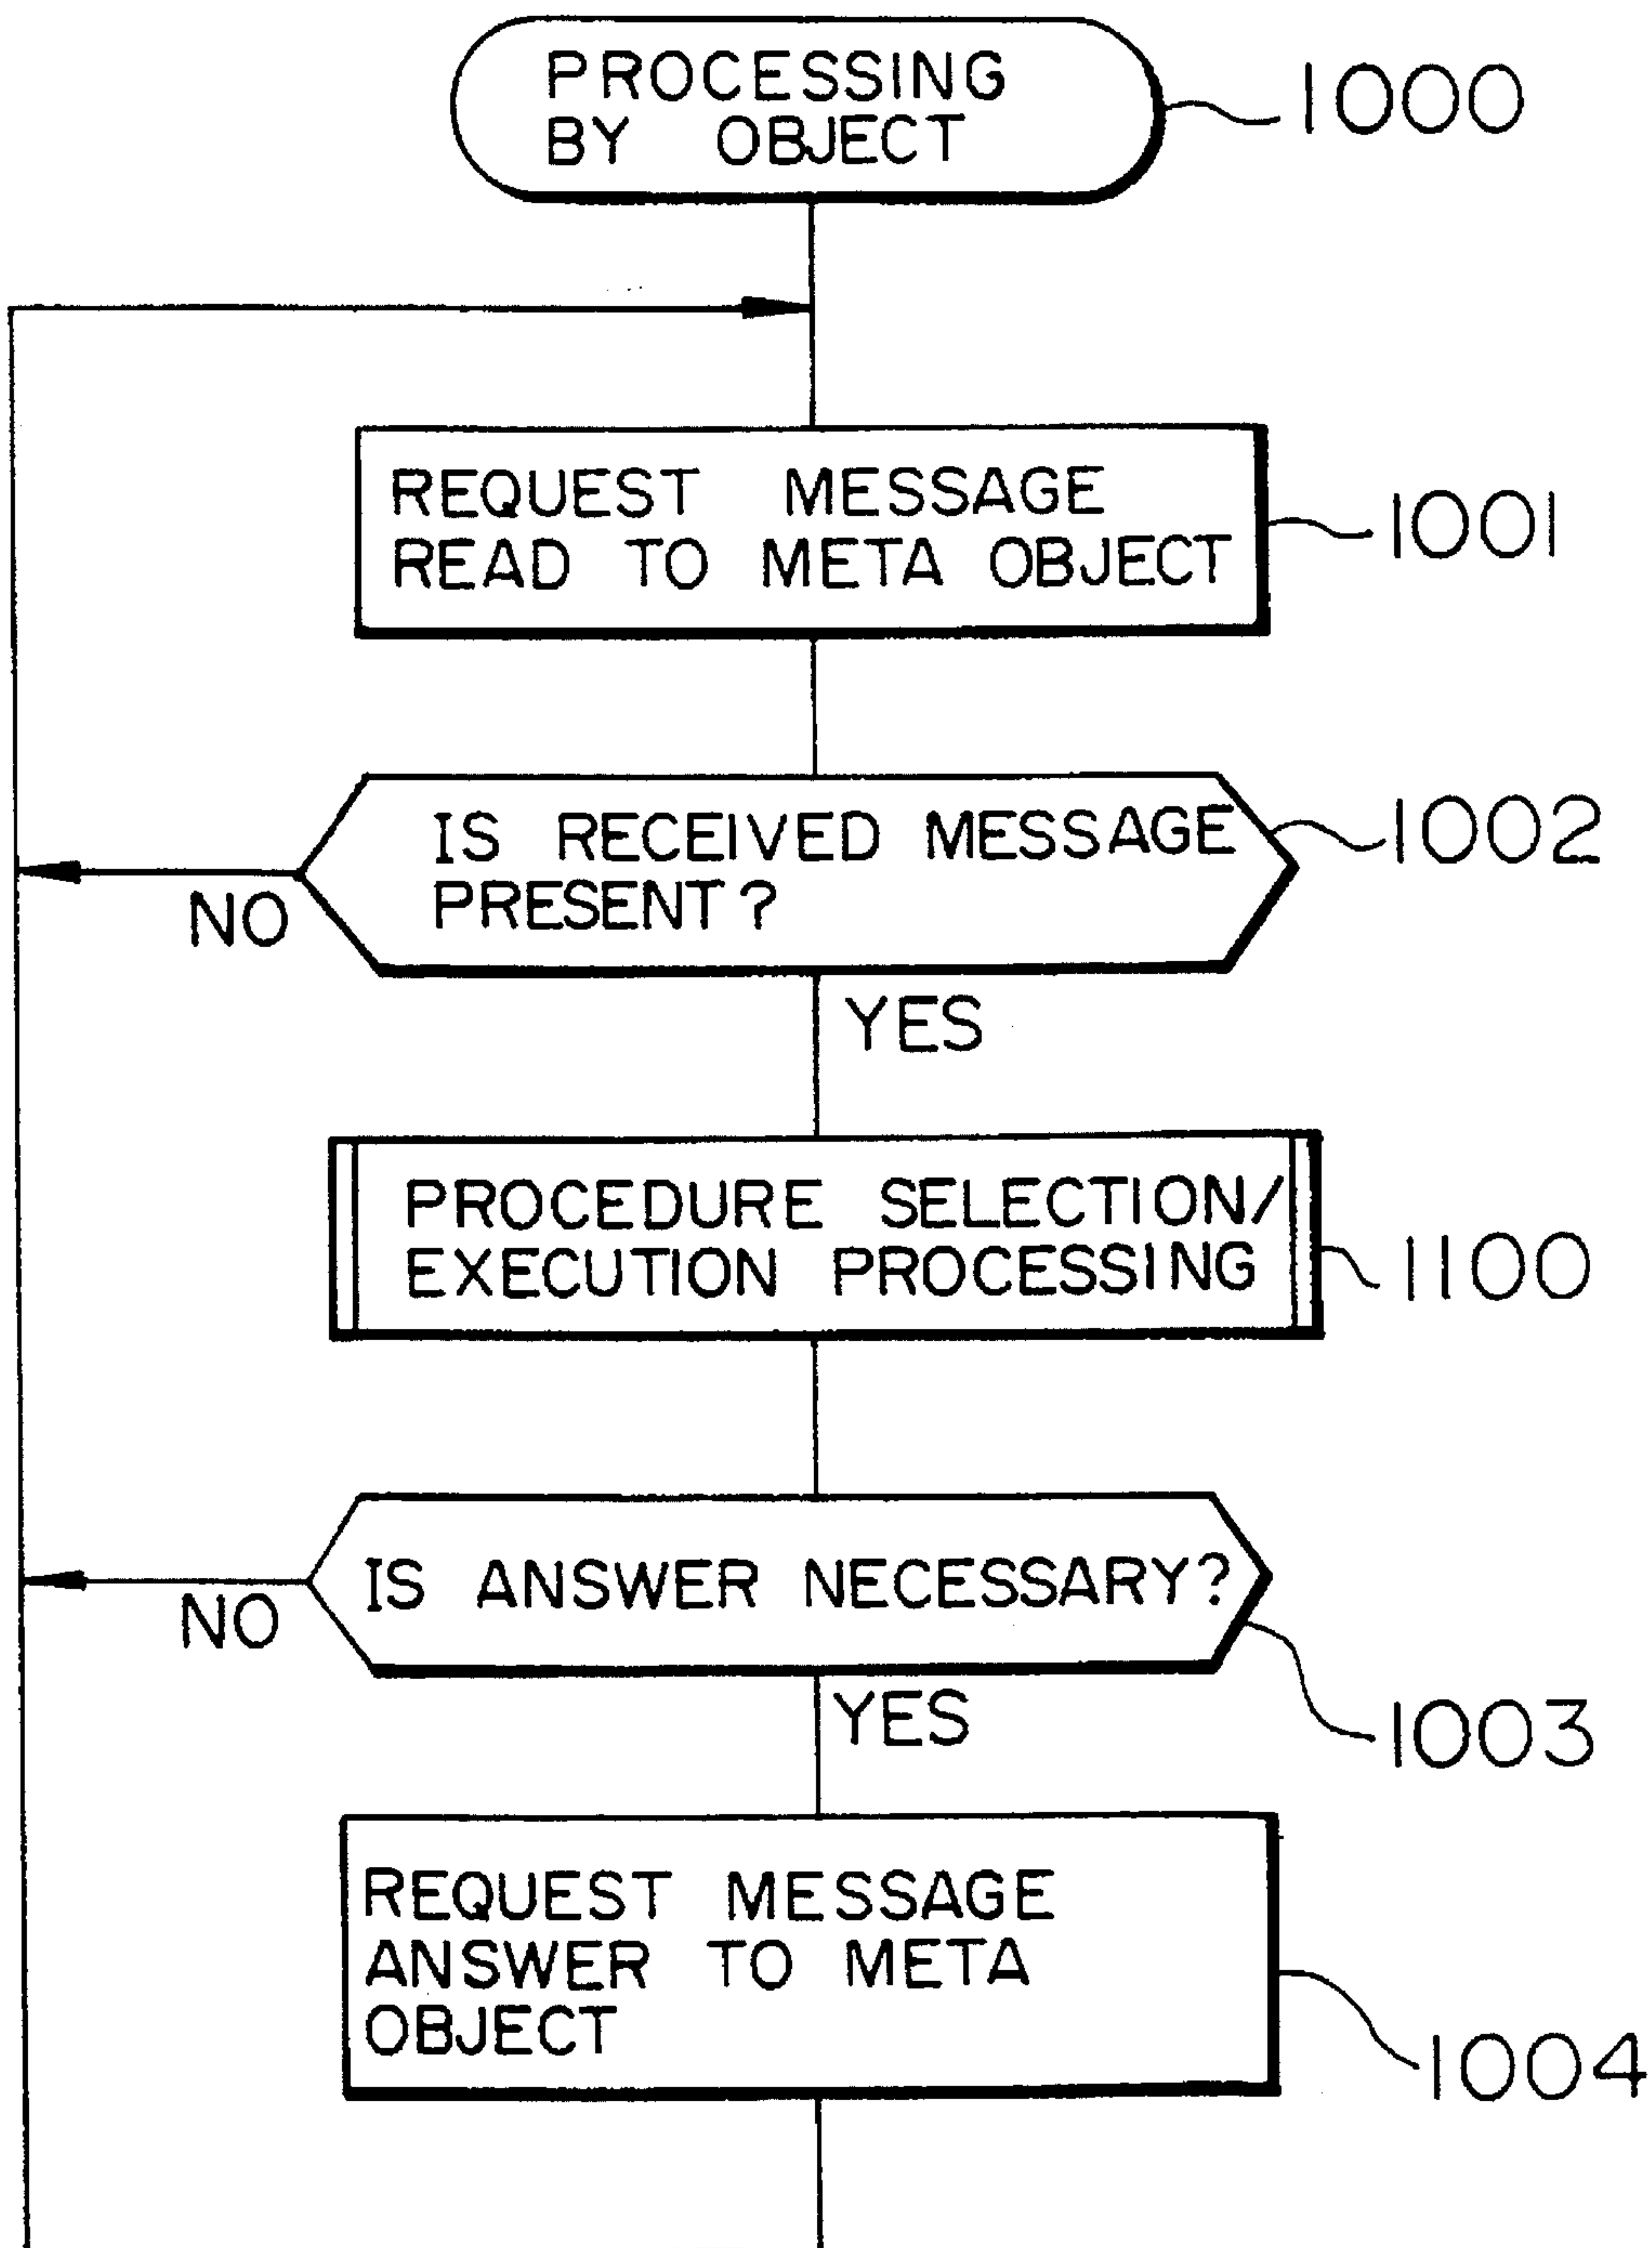 PROCESSING
BY OBJECT
1000
REQUEST MESSAGE
READ TO META OBJECT
1001
IS RECEIVED MESSAGE
PRESENT?
1002
NO
YES
PROCEDURE SELECTION/
EXECUTION PROCESSING
1100
IS ANSWER NECESSARY?
NO
YES
1003
REQUEST MESSAGE
ANSWER TO META
OBJECT
1004